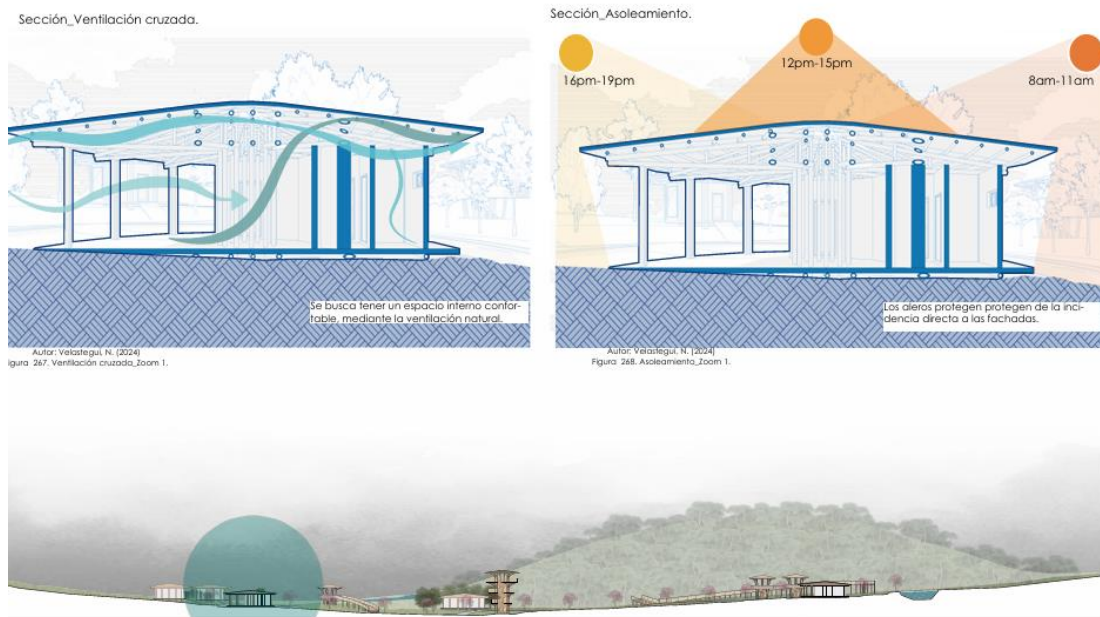 Sección_Ventilación cruzada.
Se busca tener un espacio interno confor-
table, mediante la ventilación natural.
Autor: Velastegui, N. (2024)
igura 267. Ventilación cruzada_Zoom 1.
Sección_Asoleamiento.
16pm-19pm
12pm-15pm
8am-11am
Los aleros protegen protegen de la inci-
dencia directa a las fachadas.
Autor: Velastegui, N. (2024)
Figura 268. Asoleamiento_Zoom 1.